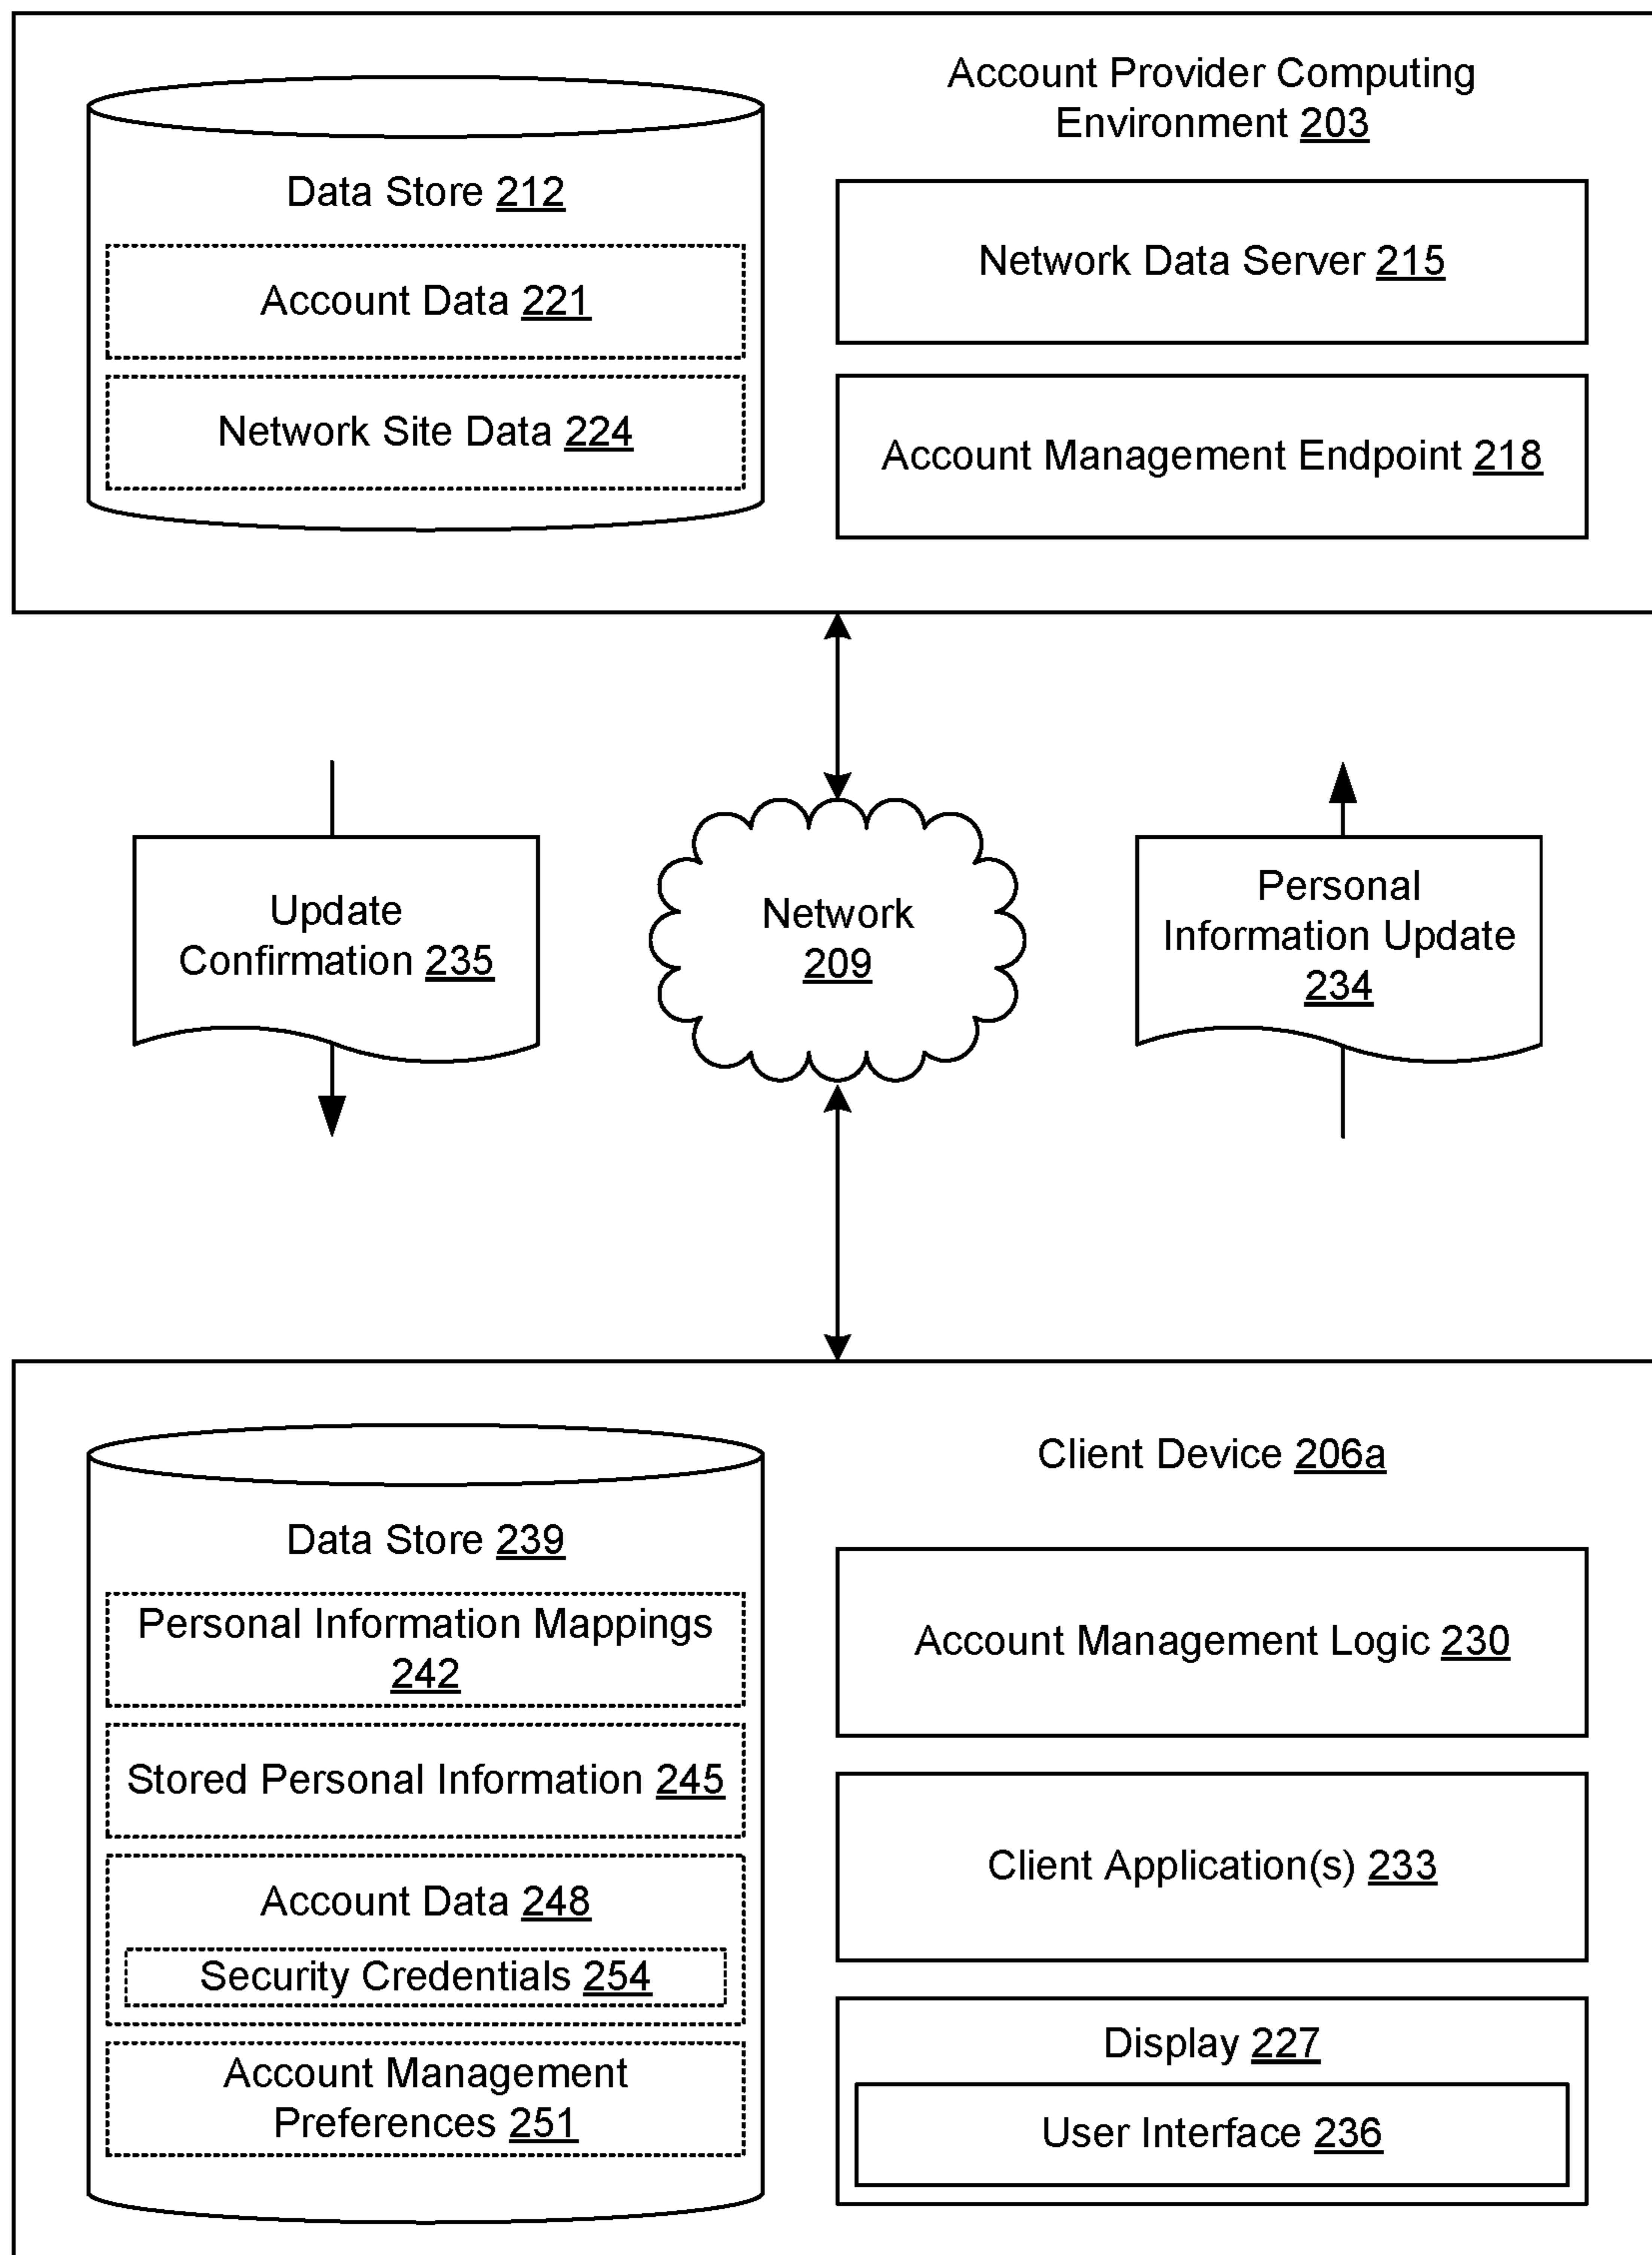 Account Provider Computing
Environment 203
Data Store 212
Account Data 221
Network Site Data 224
Network Data Server 215
Account Management Endpoint 218
Update
Confirmation 235
Network
209
Personal
Information Update
234
Client Device 206a
Data Store 239
Personal Information Mappings
242
Stored Personal Information 245
Account Data 248
Security Credentials 254
Account Management
Preferences 251
Account Management Logic 230
Client Application(s) 233
Display 227
User Interface 236